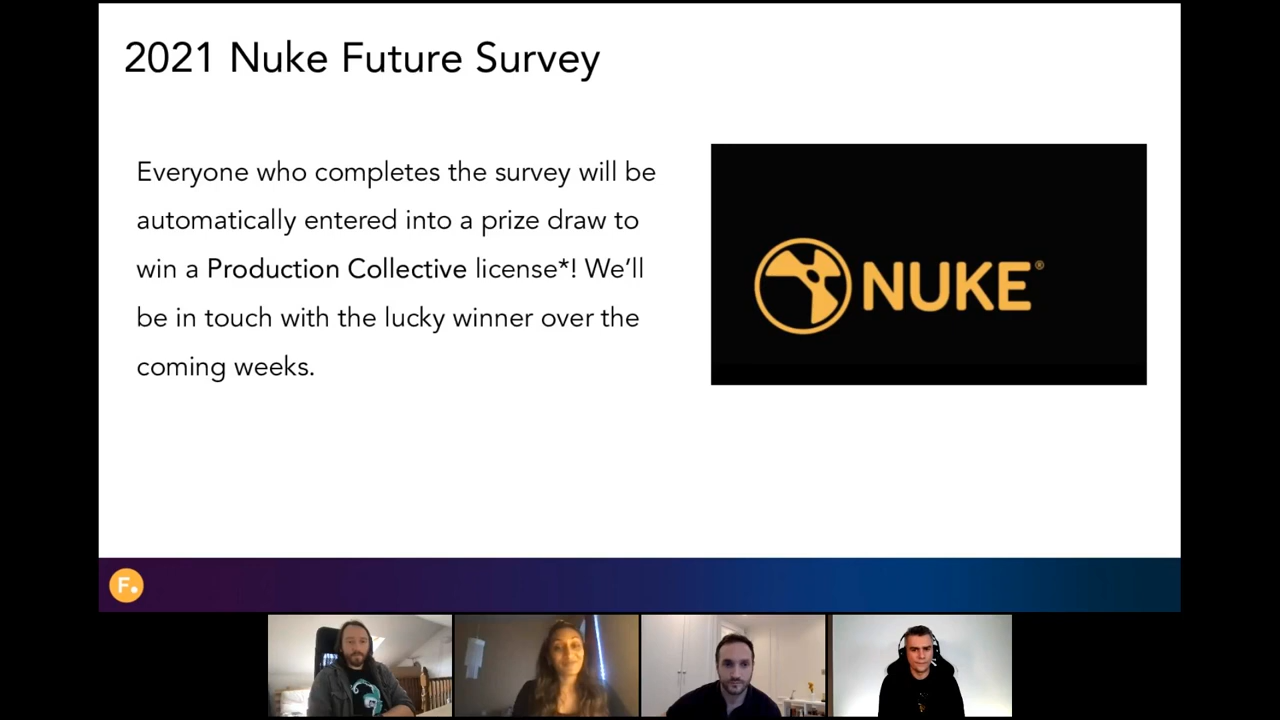 2021 Nuke Future Survey
Everyone who completes the survey will be
automatically entered into a prize draw to
win a Production Collective license*! We’ll
be in touch with the lucky winner over the
coming weeks.
NUKE®
F.